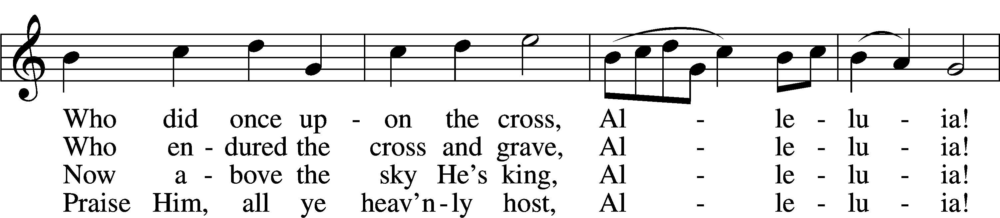 Who did once up - on the cross, Al - le - lu - ia!
Who en - dured the cross and grave, Al - le - lu - ia!
Now a - bove the sky He's king, Al - le - lu - ia!
Praise Him, all ye heav'n - ly host, Al - le - lu - ia!